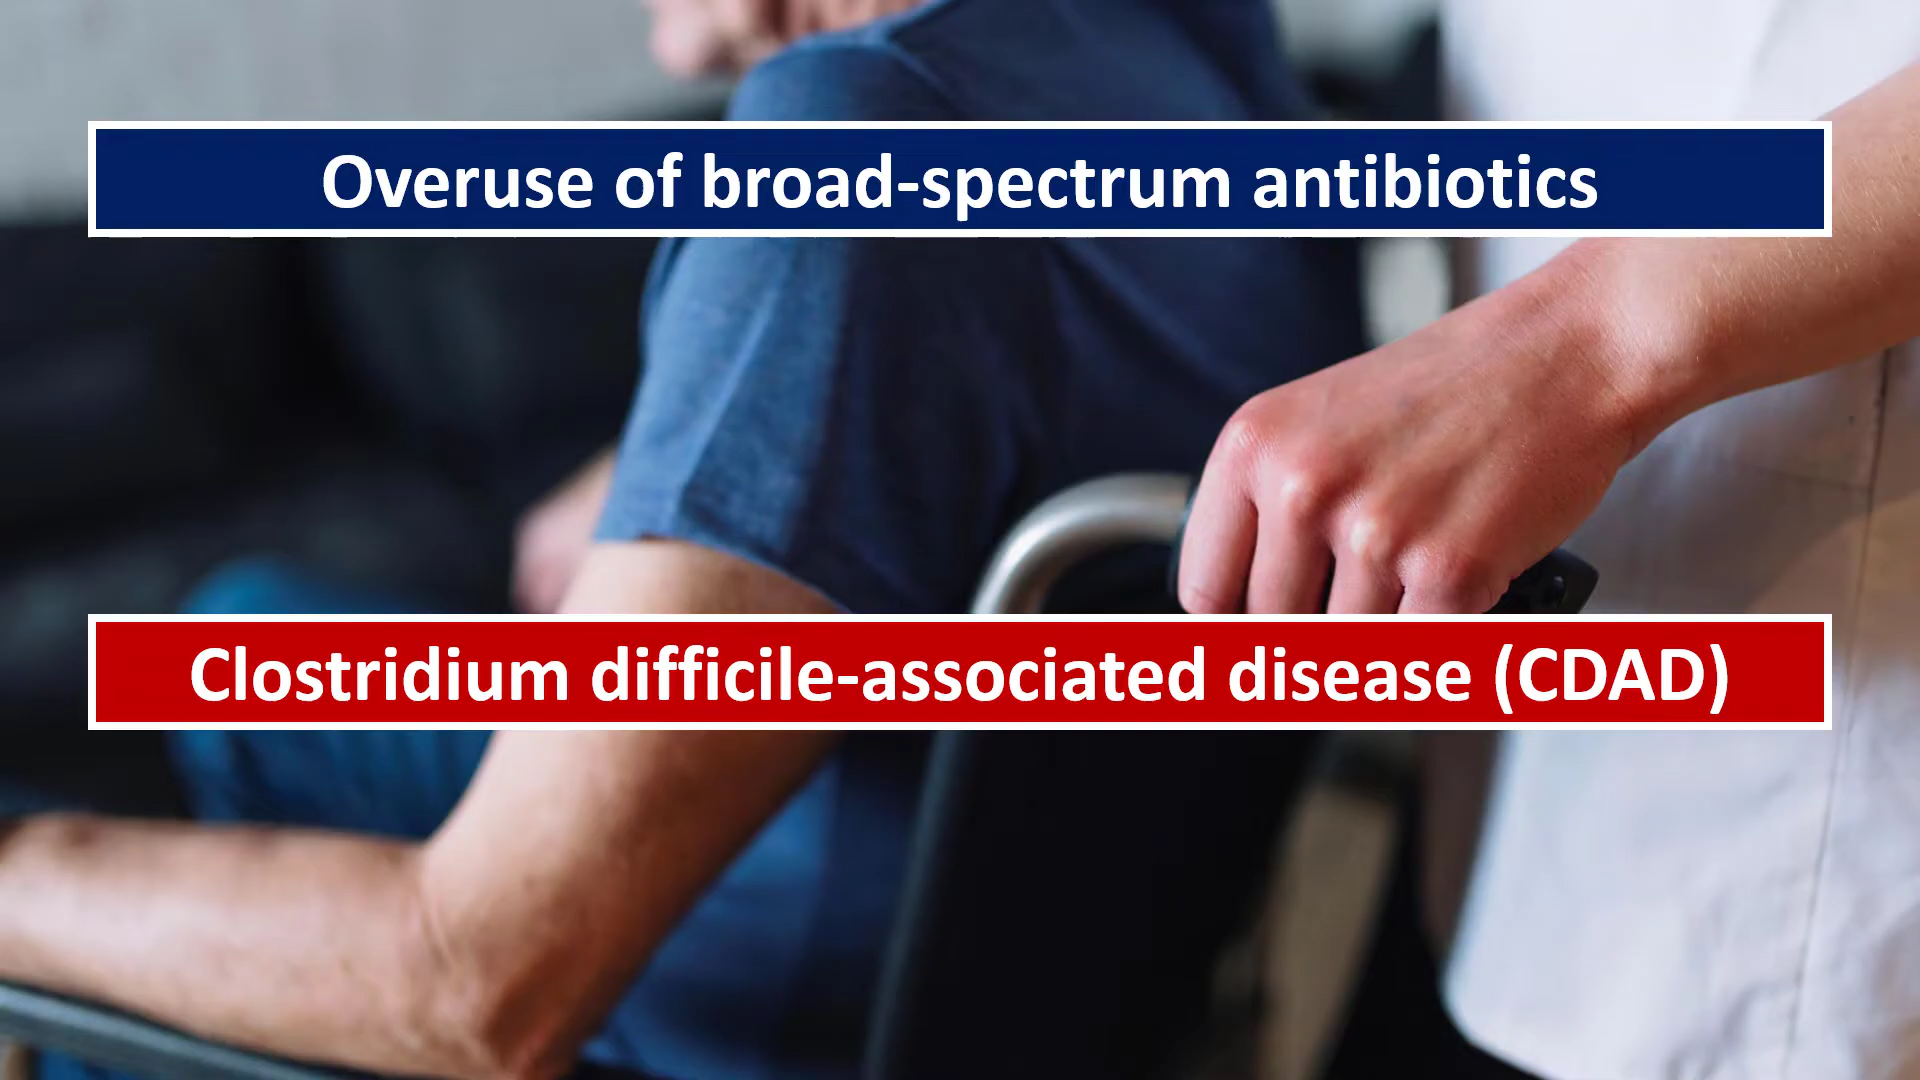 Overuse of broad-spectrum antibiotics
Clostridium difficile-associated disease (CDAD)